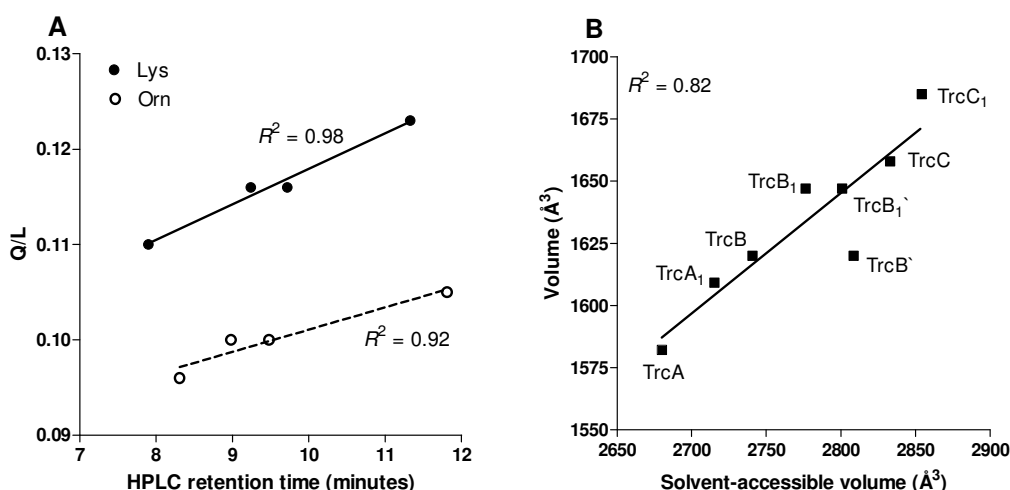 A
0.13
0.12
0.11
0.10
0.09
Q/L
Lys
Orn
R² = 0.98
R² = 0.92
7 8 9 10 11 12
HPLC retention time (minutes)
B
1700
1675
1650
1625
1600
1575
1550
Volume (Å³)
R² = 0.82
TrcC₁
TrcC
TrcB₁
TrcB₁`
TrcB
TrcB`
TrcA₁
TrcA
2650 2700 2750 2800 2850 2900
Solvent-accessible volume (Å³)